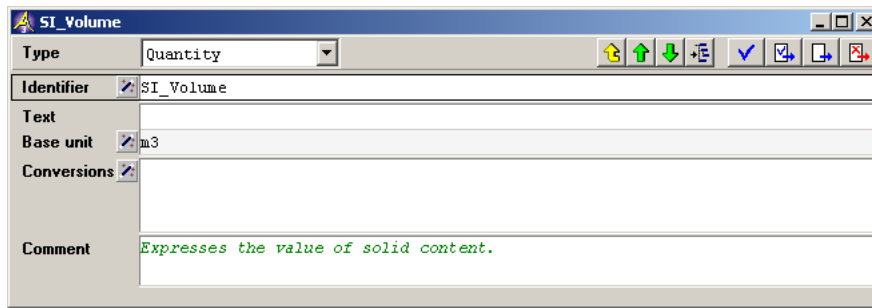 SI_Volume
Type Quantity
Identifier SI_Volume
Text
Base unit m3
Conversions
Comment Expresses the value of solid content.